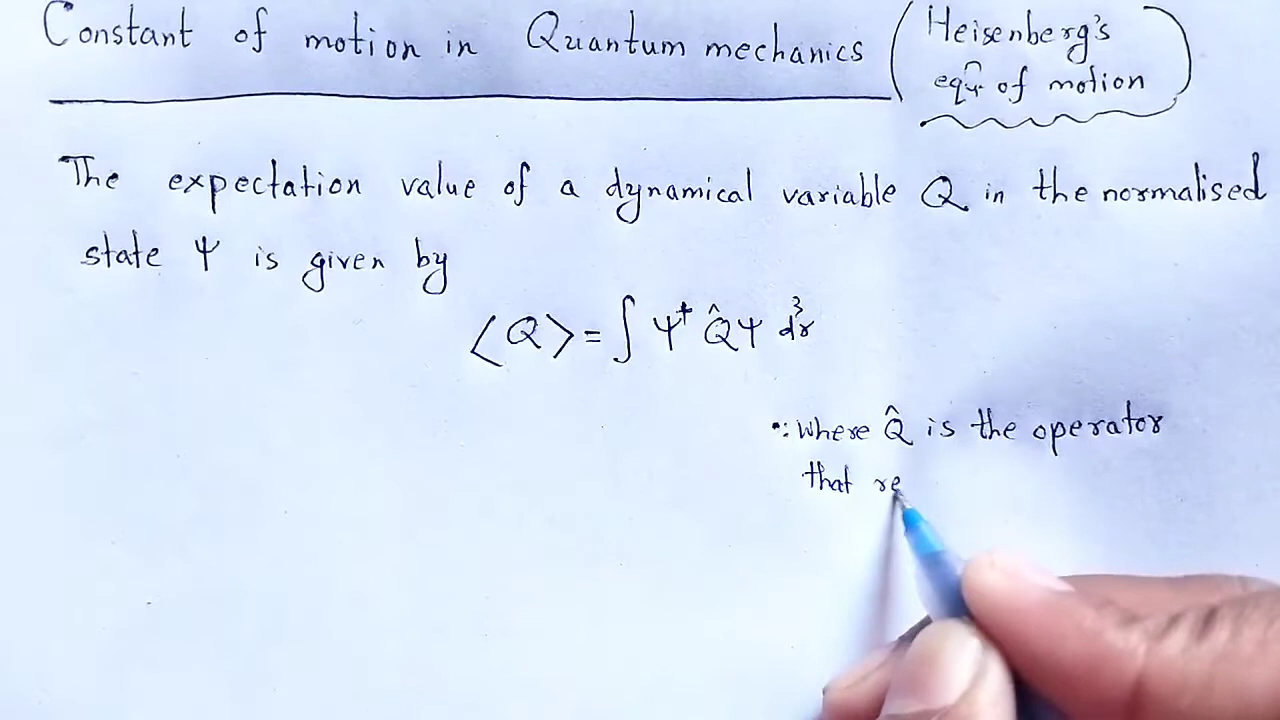 Constant of motion in Quantum mechanics (Heisenberg's
eqn of motion)
The expectation value of a dynamical variable Q in the normalised
state Ψ is given by
⟨Q⟩ = ∫ Ψ† Q̂ Ψ d³r
∵ where Q̂ is the operator
that re